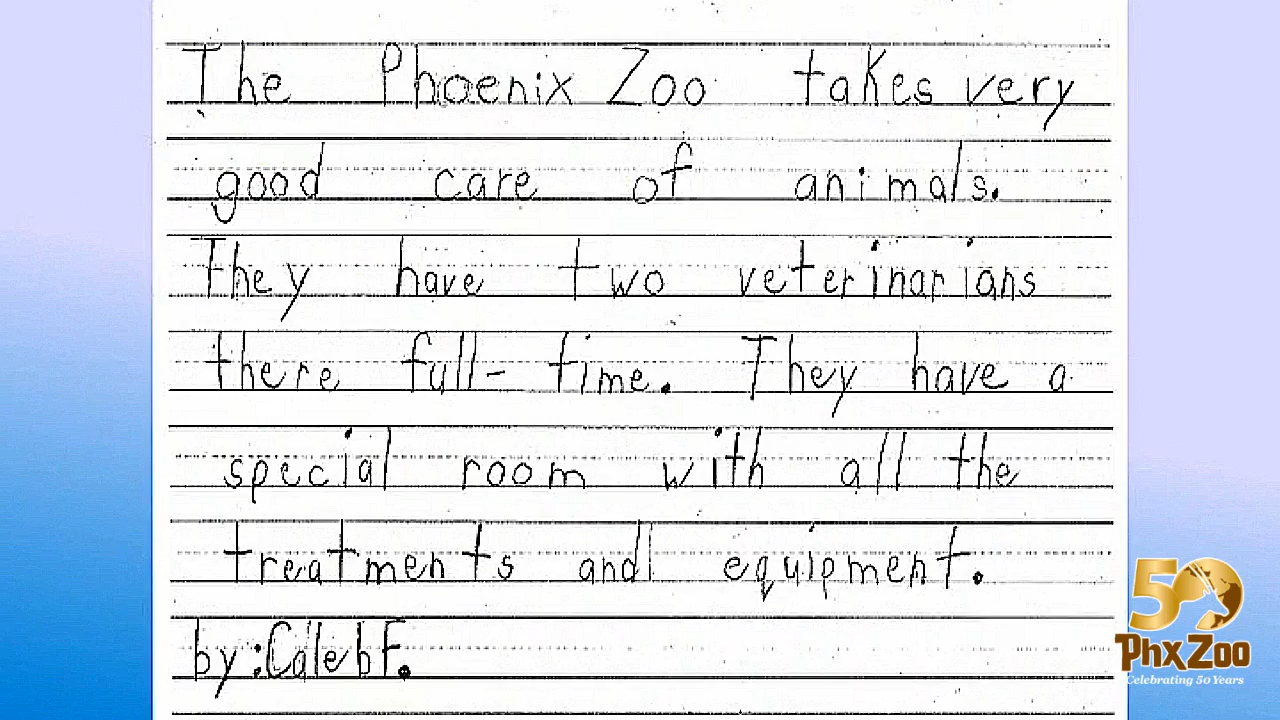 The Phoenix Zoo takes very
good care of animals.
They have two veterinarians
there full-time. They have a
special room with all the
treatments and equipment.
by:Caleb F.
50
PhxZoo
Celebrating 50 Years